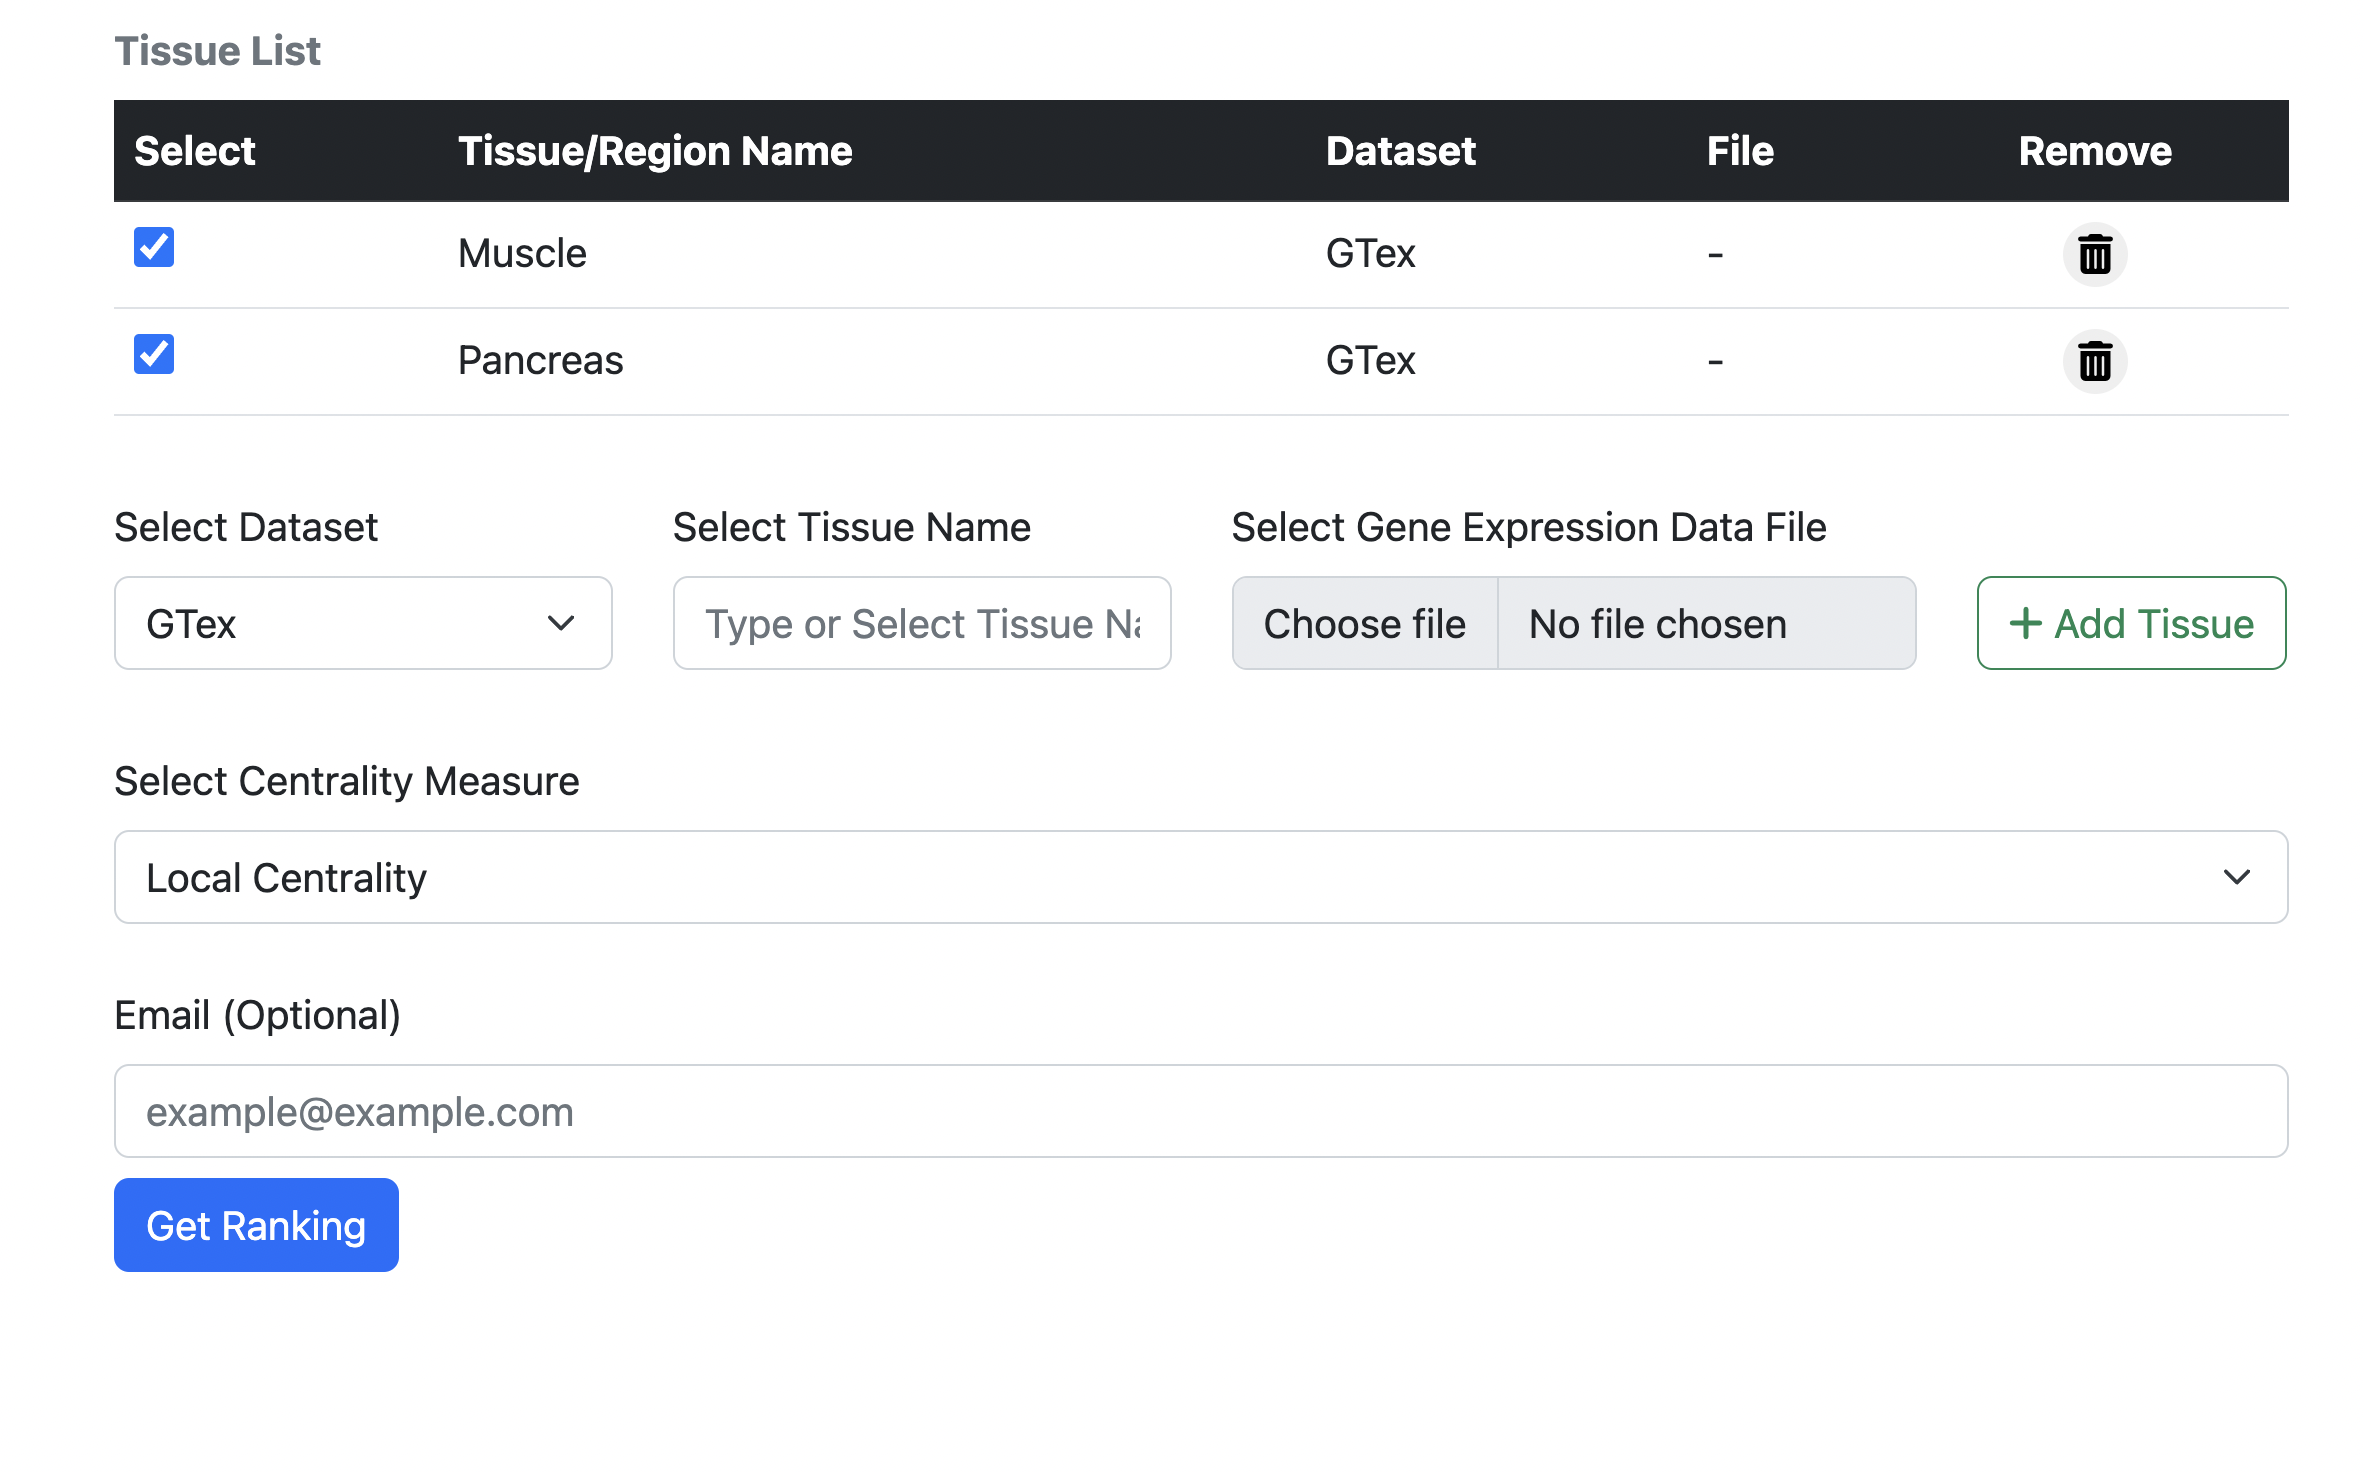 Tissue List
Select Tissue/Region Name Dataset File Remove
Muscle GTex -
Pancreas GTex -
Select Dataset Select Tissue Name Select Gene Expression Data File
GTex Type or Select Tissue Na Choose file No file chosen + Add Tissue
Select Centrality Measure
Local Centrality
Email (Optional)
example@example.com
Get Ranking